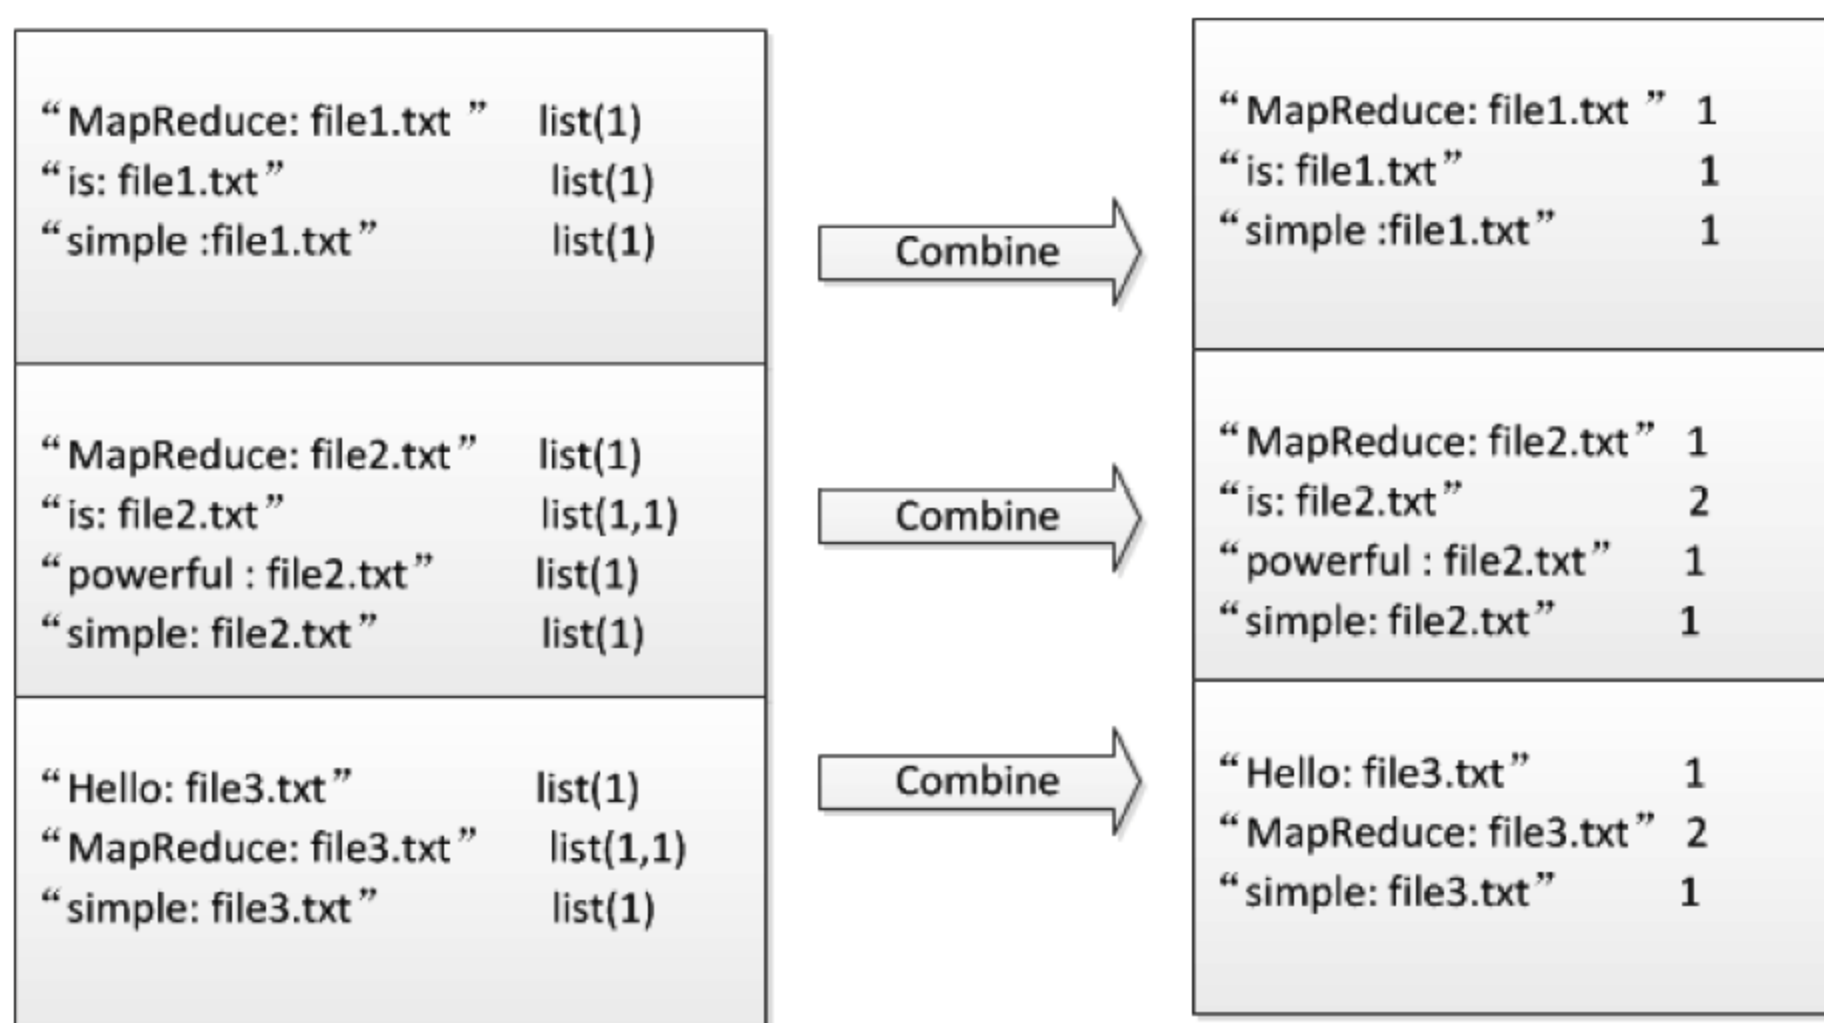 “MapReduce: file1.txt ” list(1)
“is: file1.txt” list(1)
“simple :file1.txt” list(1)
“MapReduce: file2.txt” list(1)
“is: file2.txt” list(1,1)
“powerful : file2.txt” list(1)
“simple: file2.txt” list(1)
“Hello: file3.txt” list(1)
“MapReduce: file3.txt” list(1,1)
“simple: file3.txt” list(1)
Combine
Combine
Combine
“MapReduce: file1.txt ” 1
“is: file1.txt” 1
“simple :file1.txt” 1
“MapReduce: file2.txt” 1
“is: file2.txt” 2
“powerful : file2.txt” 1
“simple: file2.txt” 1
“Hello: file3.txt” 1
“MapReduce: file3.txt” 2
“simple: file3.txt” 1